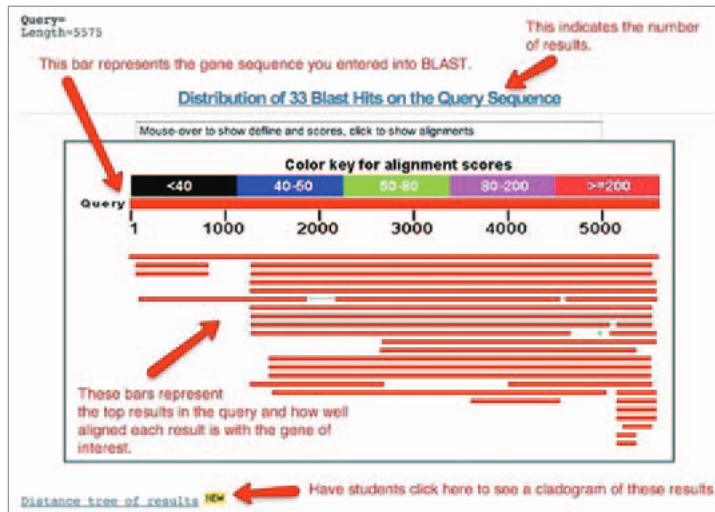 Query=
Length=5575
This indicates the number
of results.
This bar represents the gene sequence you entered into BLAST.
Distribution of 33 Blast Hits on the Query Sequence
Mouse-over to show define and scores, click to show alignments
Color key for alignment scores
<40 40-50 50-80 80-200 >=200
Query
1 1000 2000 3000 4000 5000
These bars represent
the top results in the query and how well
aligned each result is with the gene of
interest.
Distance tree of results NEW
Have students click here to see a cladogram of these results